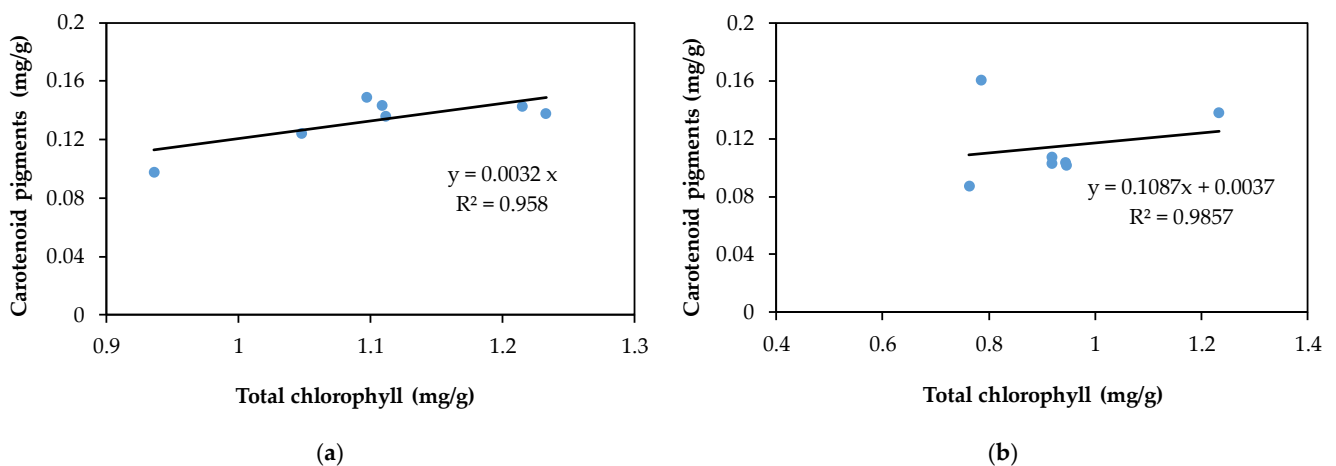 Carotenoid pigments (mg/g)
0.2
0.16
0.12
0.08
0.04
0
0.9
1
1.1
1.2
1.3
y = 0.0032 x
R² = 0.958
Total chlorophyll (mg/g)
(a)
Carotenoid pigments (mg/g)
0.2
0.16
0.12
0.08
0.04
0
0.4
0.6
0.8
1
1.2
1.4
y = 0.1087x + 0.0037
R² = 0.9857
Total chlorophyll (mg/g)
(b)